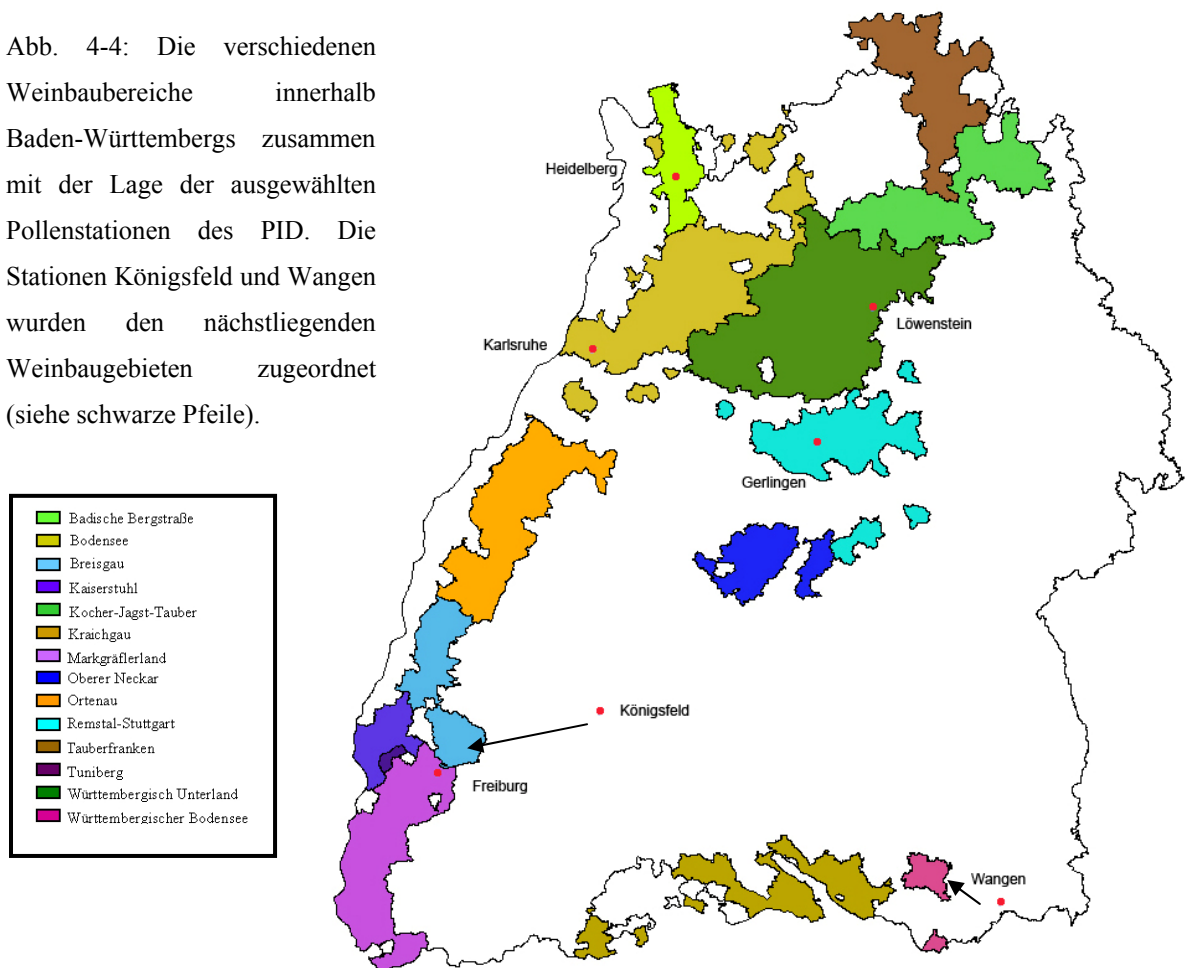 Abb. 4-4: Die verschiedenen
Weinbaubereiche innerhalb
Baden-Württembergs zusammen
mit der Lage der ausgewählten
Pollenstationen des PID. Die
Stationen Königsfeld und Wangen
wurden den nächstliegenden
Weinbaugebieten zugeordnet
(siehe schwarze Pfeile).
Badische Bergstraße
Bodensee
Breisgau
Kaiserstuhl
Kocher-Jagst-Tauber
Kraichgau
Markgräflerland
Oberer Neckar
Ortenau
Remstal-Stuttgart
Tauberfranken
Tuniberg
Württembergisch Unterland
Württembergischer Bodensee
Heidelberg
Löwenstein
Karlsruhe
Gerlingen
Königsfeld
Freiburg
Wangen